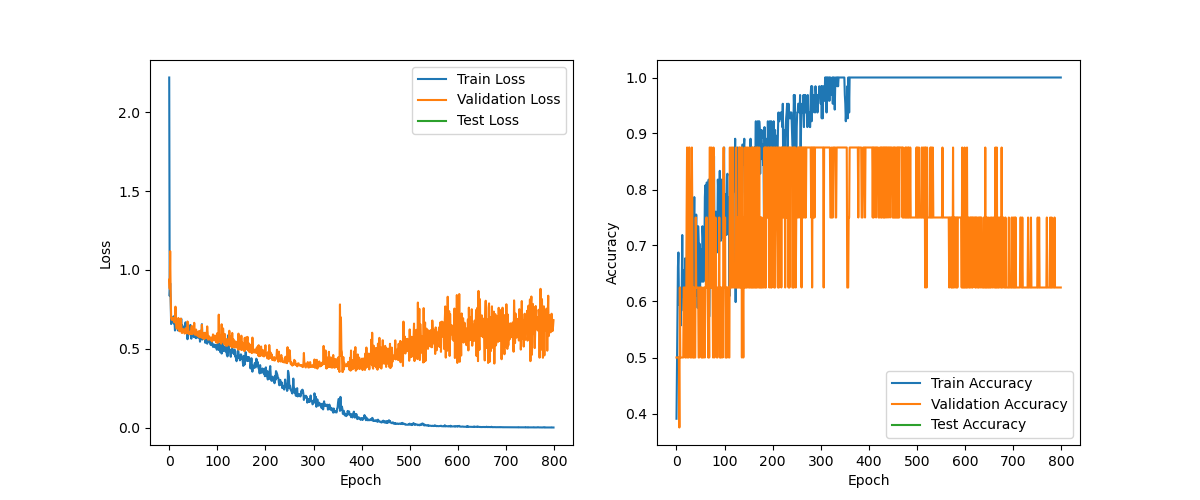 Train Loss
Validation Loss
Test Loss
2.0
1.5
1.0
0.5
0.0
Loss
0 100 200 300 400 500 600 700 800
Epoch
1.0
0.9
0.8
0.7
0.6
0.5
0.4
Accuracy
Train Accuracy
Validation Accuracy
Test Accuracy
0 100 200 300 400 500 600 700 800
Epoch